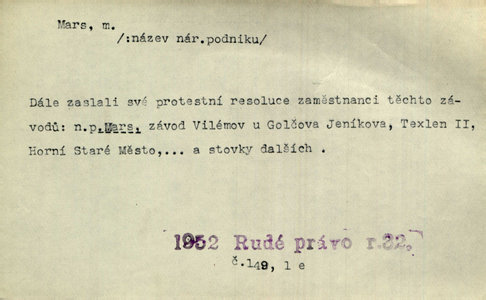 Mars, m.
/:název nár.podniku/
Dále zaslali své protestní resoluce zaměstnanci těchto zá-
vodů: n.p.Mars, závod Vilémov u Golčova Jeníkova, Texlen II,
Horní Staré Město,... a stovky dalších .
1952 Rudé právo r.32,
č.149, 1 e